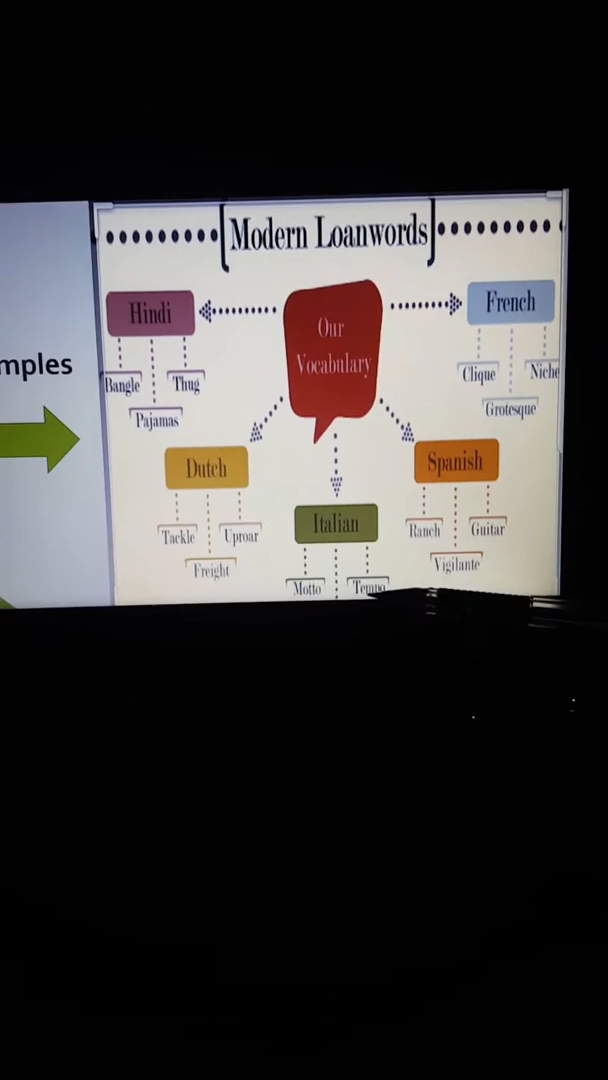 Modern Loanwords
mples
Our
Vocabulary
Hindi
Bangle
Pajamas
Thug
French
Clique
Grotesque
Niche
Dutch
Tackle
Freight
Uproar
Italian
Motto
Tempo
Spanish
Ranch
Vigilante
Guitar